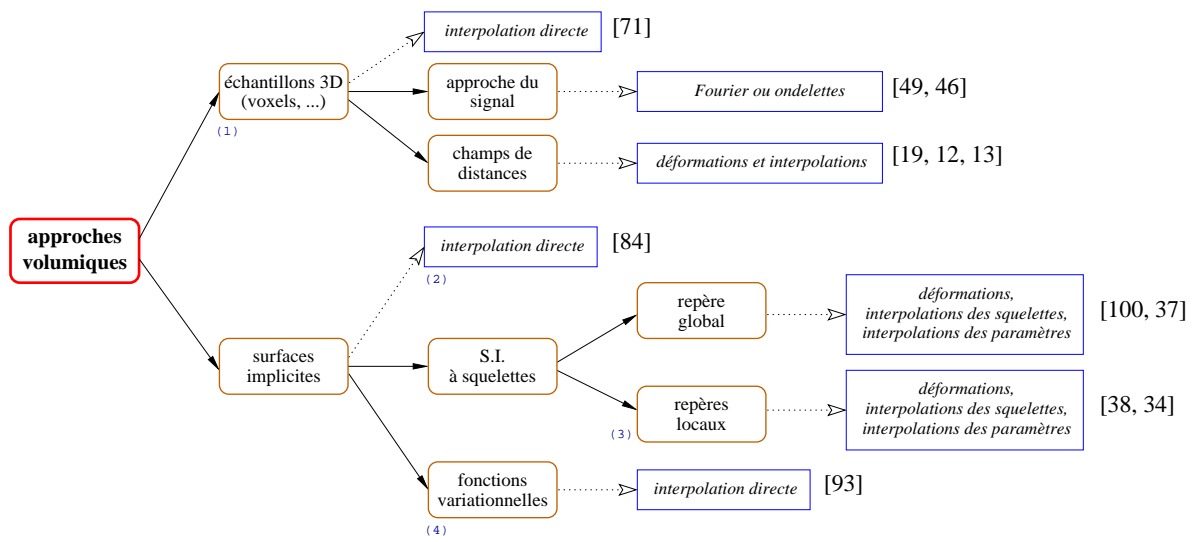 interpolation directe
[71]
échantillons 3D
(voxels, ...)
(1)
approche du
signal
Fourier ou ondelettes
[49, 46]
champs de
distances
déformations et interpolations
[19, 12, 13]
approches
volumiques
interpolation directe
[84]
(2)
surfaces
implicites
S.I.
à squelettes
repère
global
déformations,
interpolations des squelettes,
interpolations des paramètres
[100, 37]
repères
locaux
(3)
déformations,
interpolations des squelettes,
interpolations des paramètres
[38, 34]
fonctions
variationnelles
(4)
interpolation directe
[93]